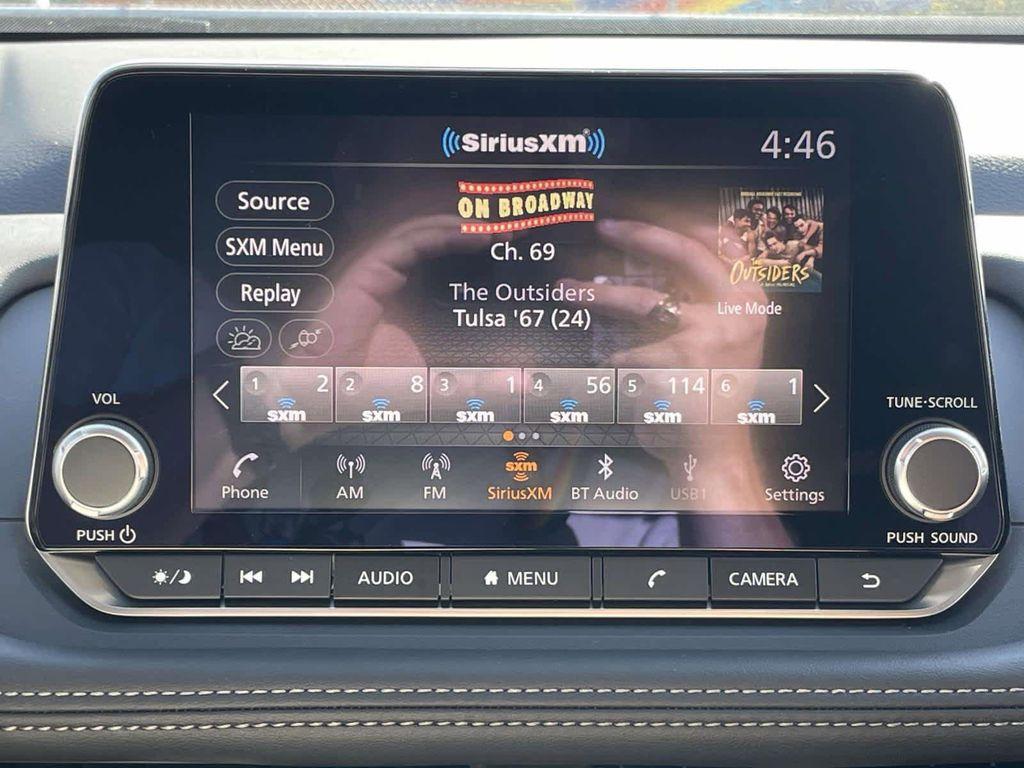 SiriusXM
4:46
Source
SXM Menu
Replay
ON BROADWAY
Ch. 69
The Outsiders
Tulsa '67 (24)
THE
OUTSIDERS
Live Mode
1 2 sxm
2 8 sxm
3 1 sxm
4 56 sxm
5 114 sxm
6 1 sxm
Phone
AM
FM
sxm
SiriusXM
BT Audio
USB1
Settings
VOL
PUSH
TUNE·SCROLL
PUSH SOUND
AUDIO
MENU
CAMERA